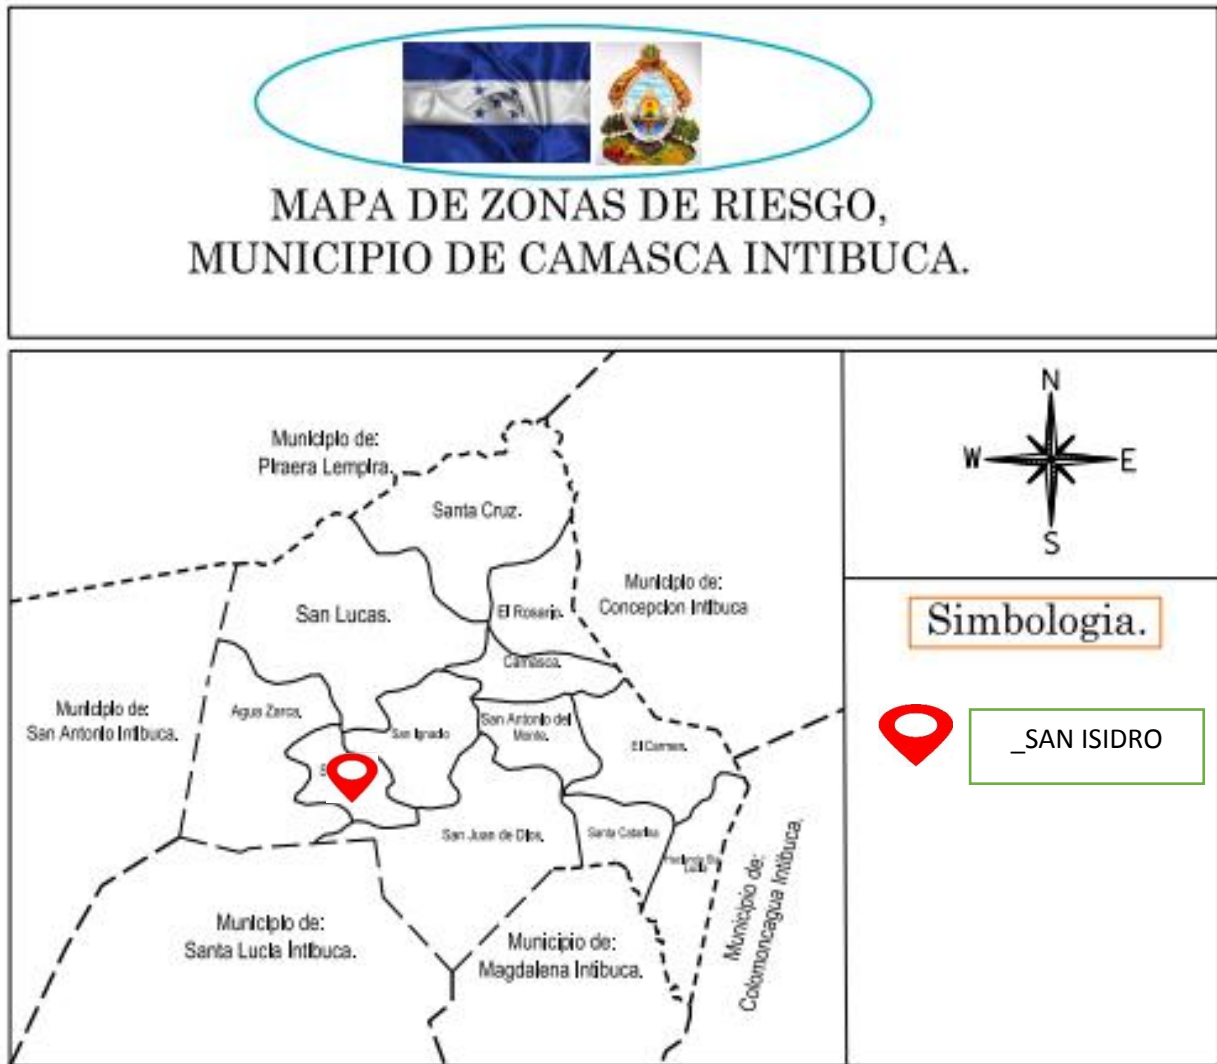 MAPA DE ZONAS DE RIESGO,
MUNICIPIO DE CAMASCA INTIBUCA.
N
W E
S
Municipio de:
Piraera Lempira.
Santa Cruz.
Municipio de:
Concepcion Intibuca
San Lucas.
El Rosario.
Camasca.
Simbologia.
Municipio de:
San Antonio Intibuca.
Agua Zarca.
San Ignacio
San Antonio del
Monte.
El Carmen.
_SAN ISIDRO
San Juan de Dios.
Santa Catarina
Municipio de:
Colomoncagua Intibuca.
Municipio de:
Santa Lucia Intibuca.
Municipio de:
Magdalena Intibuca.